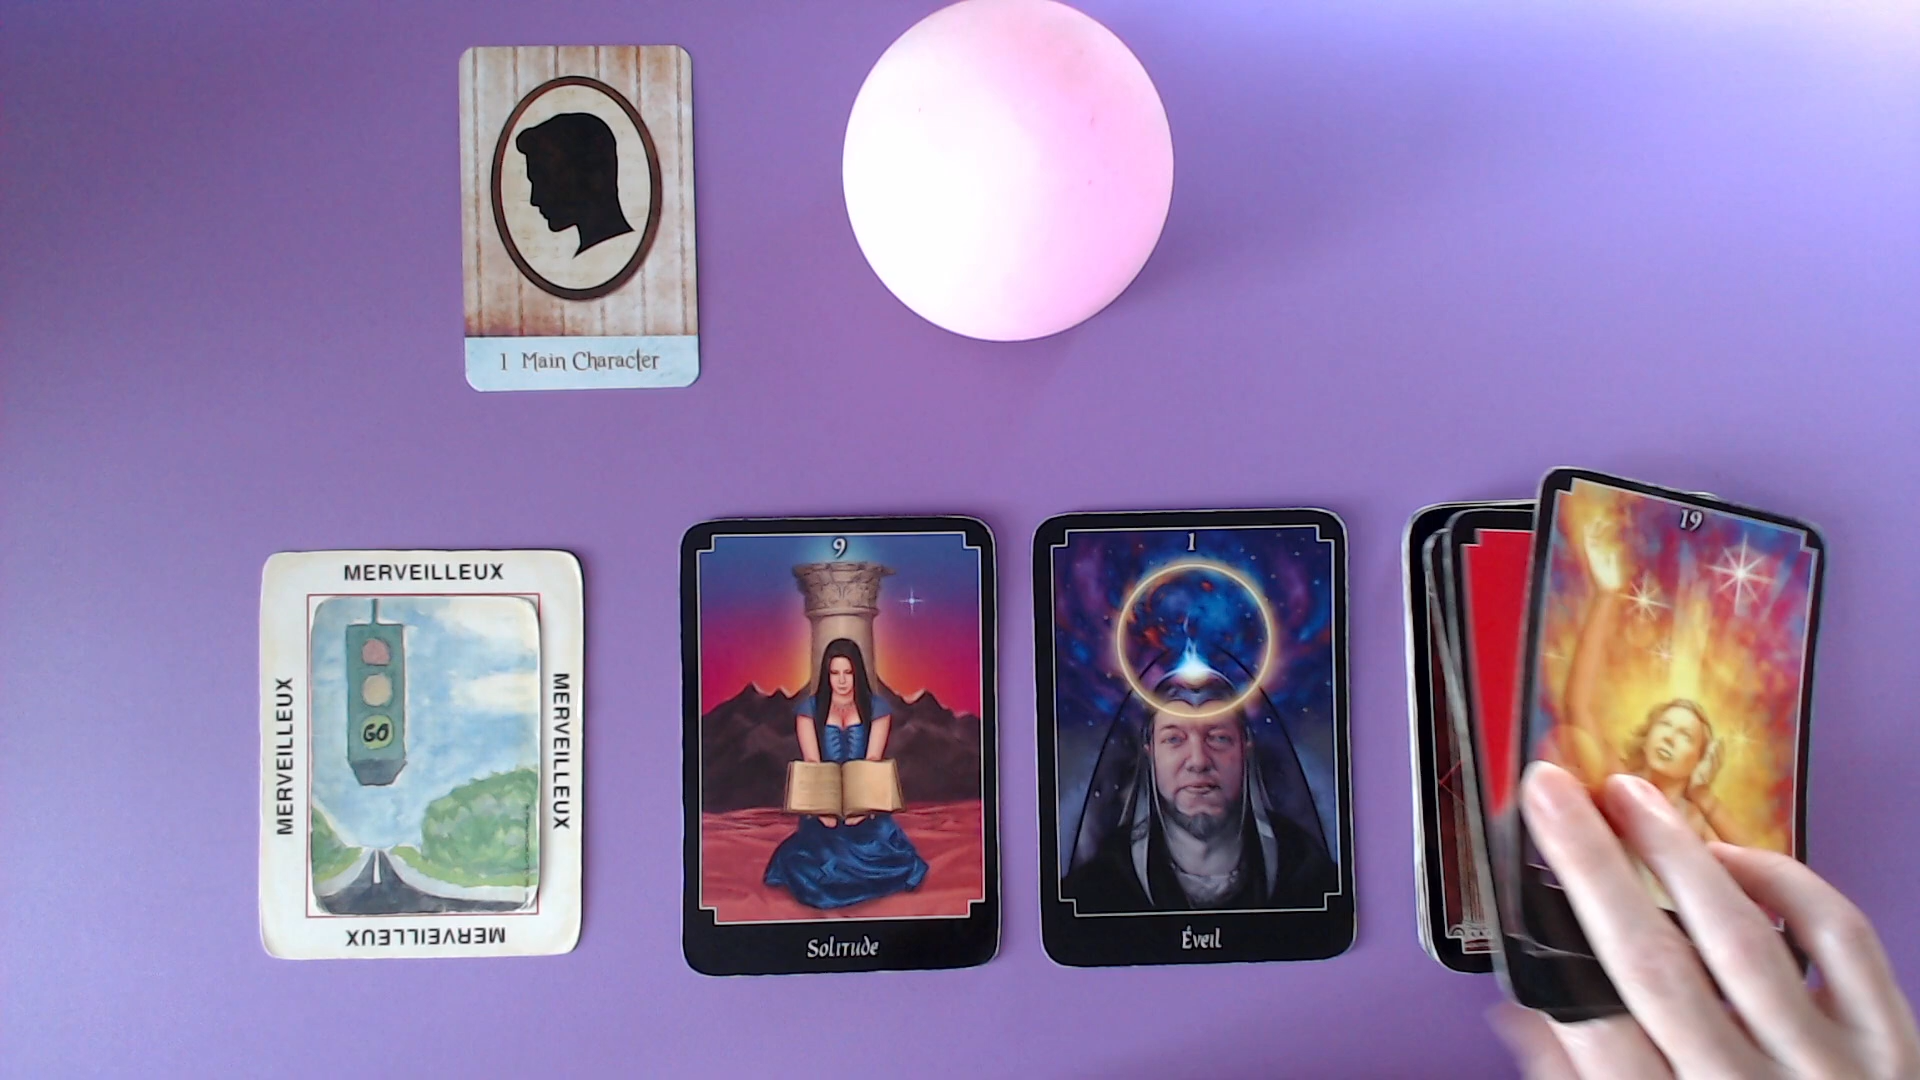 1 Main Character
MERVEILLEUX
MERVEILLEUX
MERVEILLEUX
MERVEILLEUX
GO
9
Solitude
1
Éveil
19